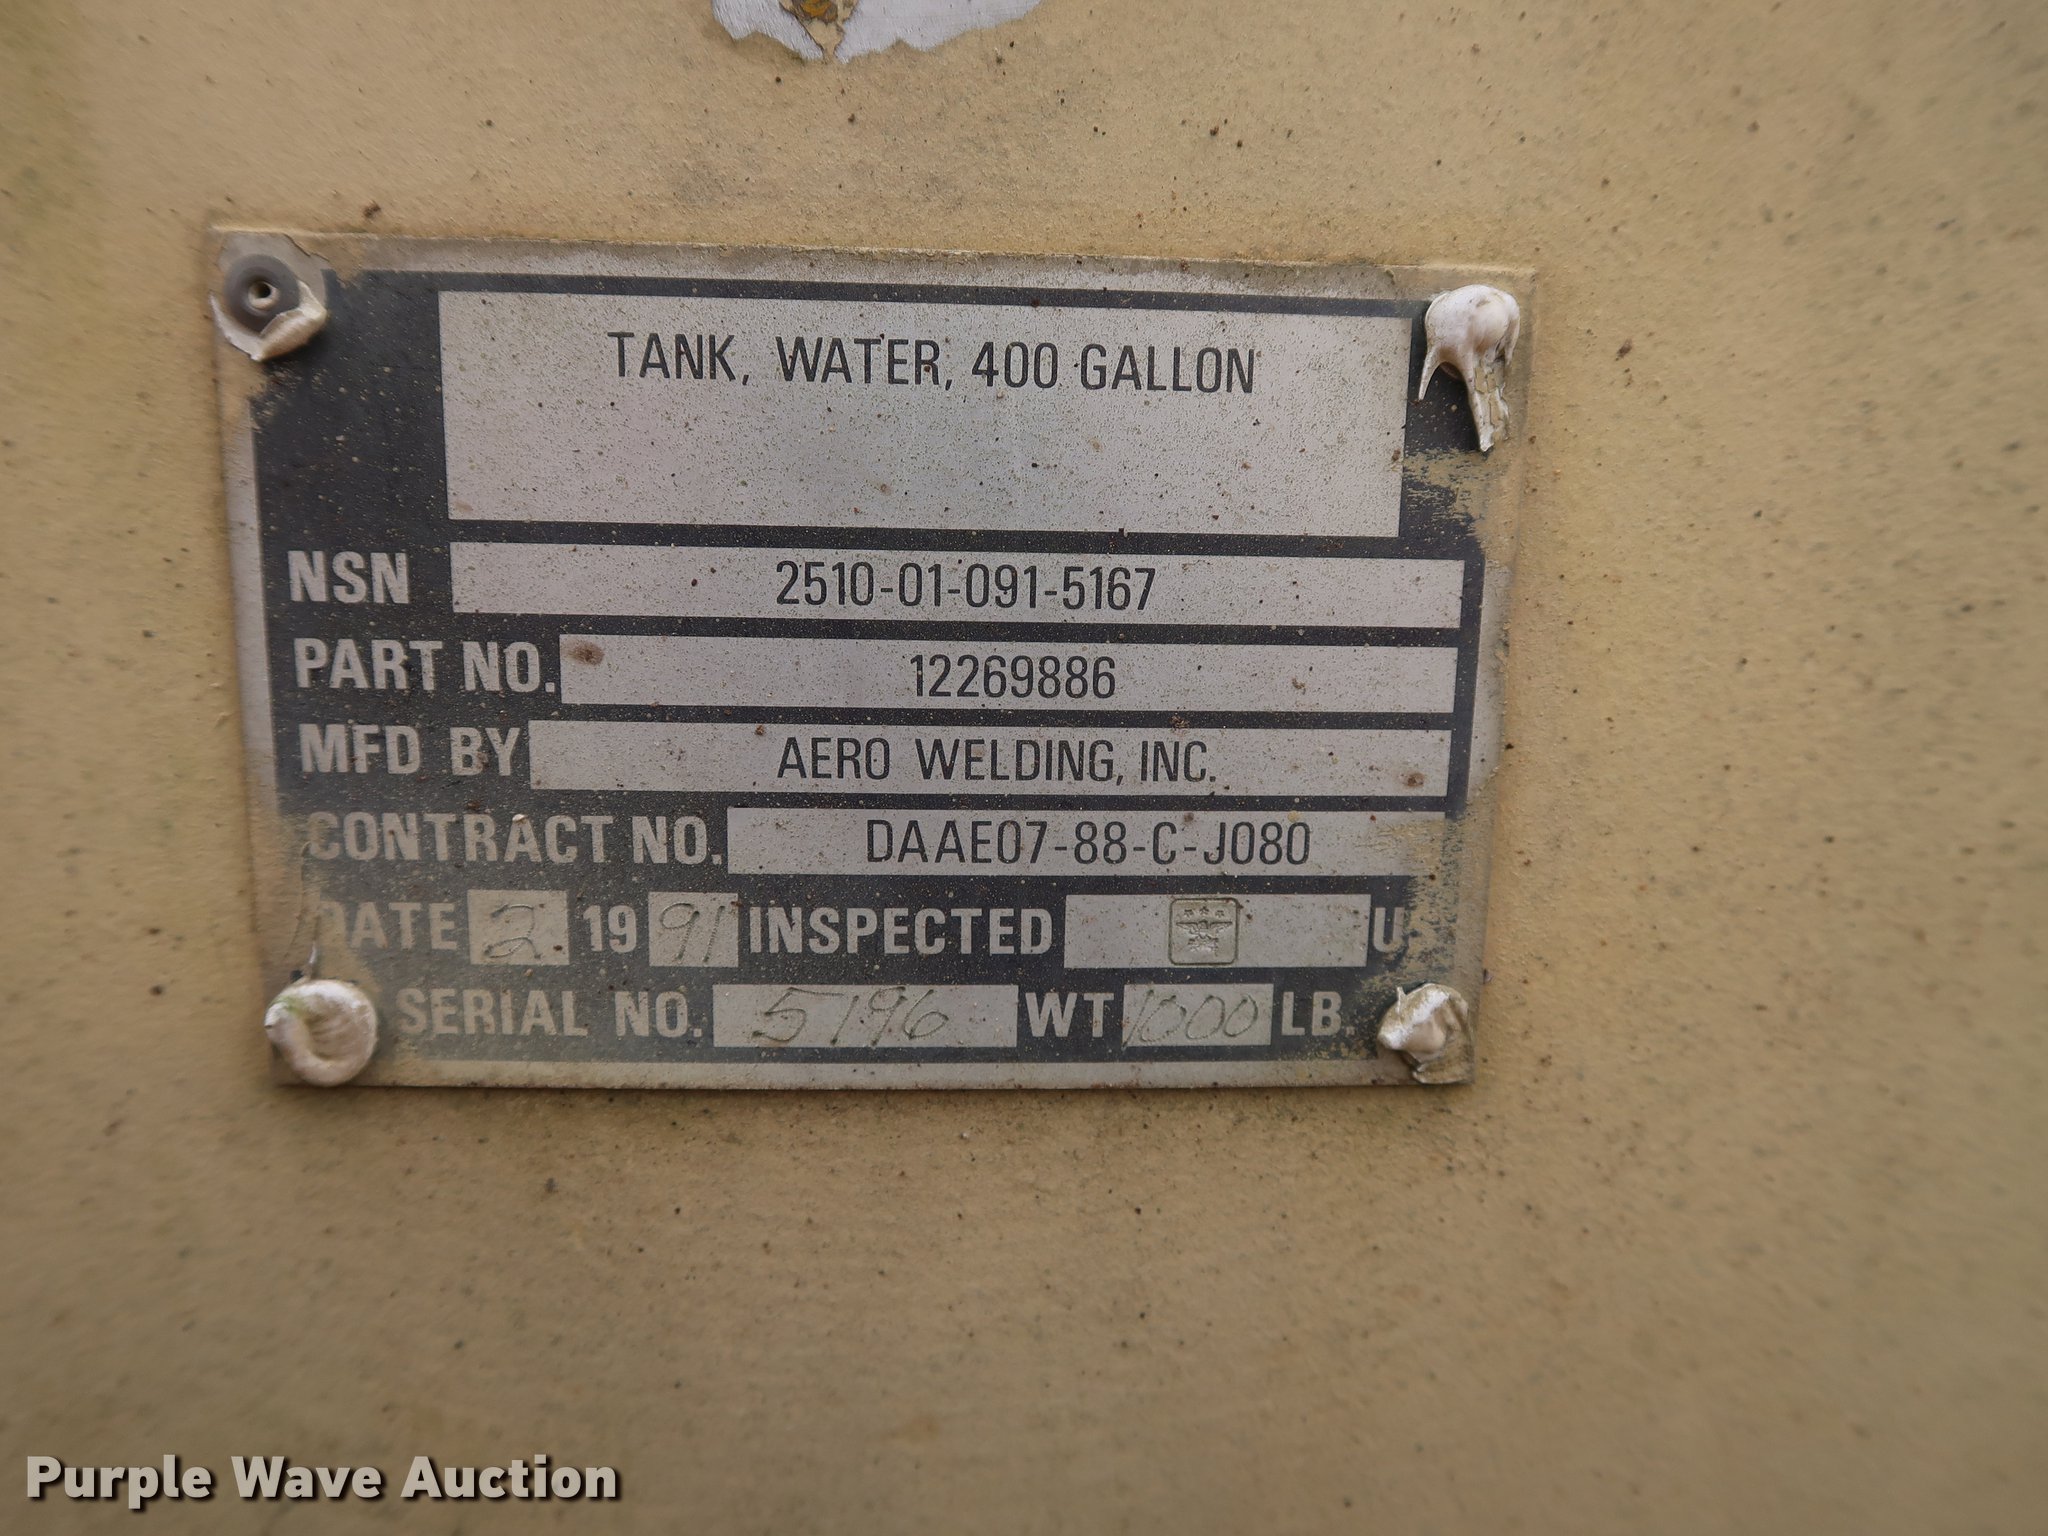 TANK, WATER, 400 GALLON
NSN 2510-01-091-5167
PART NO. 12269886
MFD BY AERO WELDING, INC.
CONTRACT NO. DAAE07-88-C-J080
DATE 2 19 91 INSPECTED U
SERIAL NO. 5196 WT 1000 LB.
Purple Wave Auction